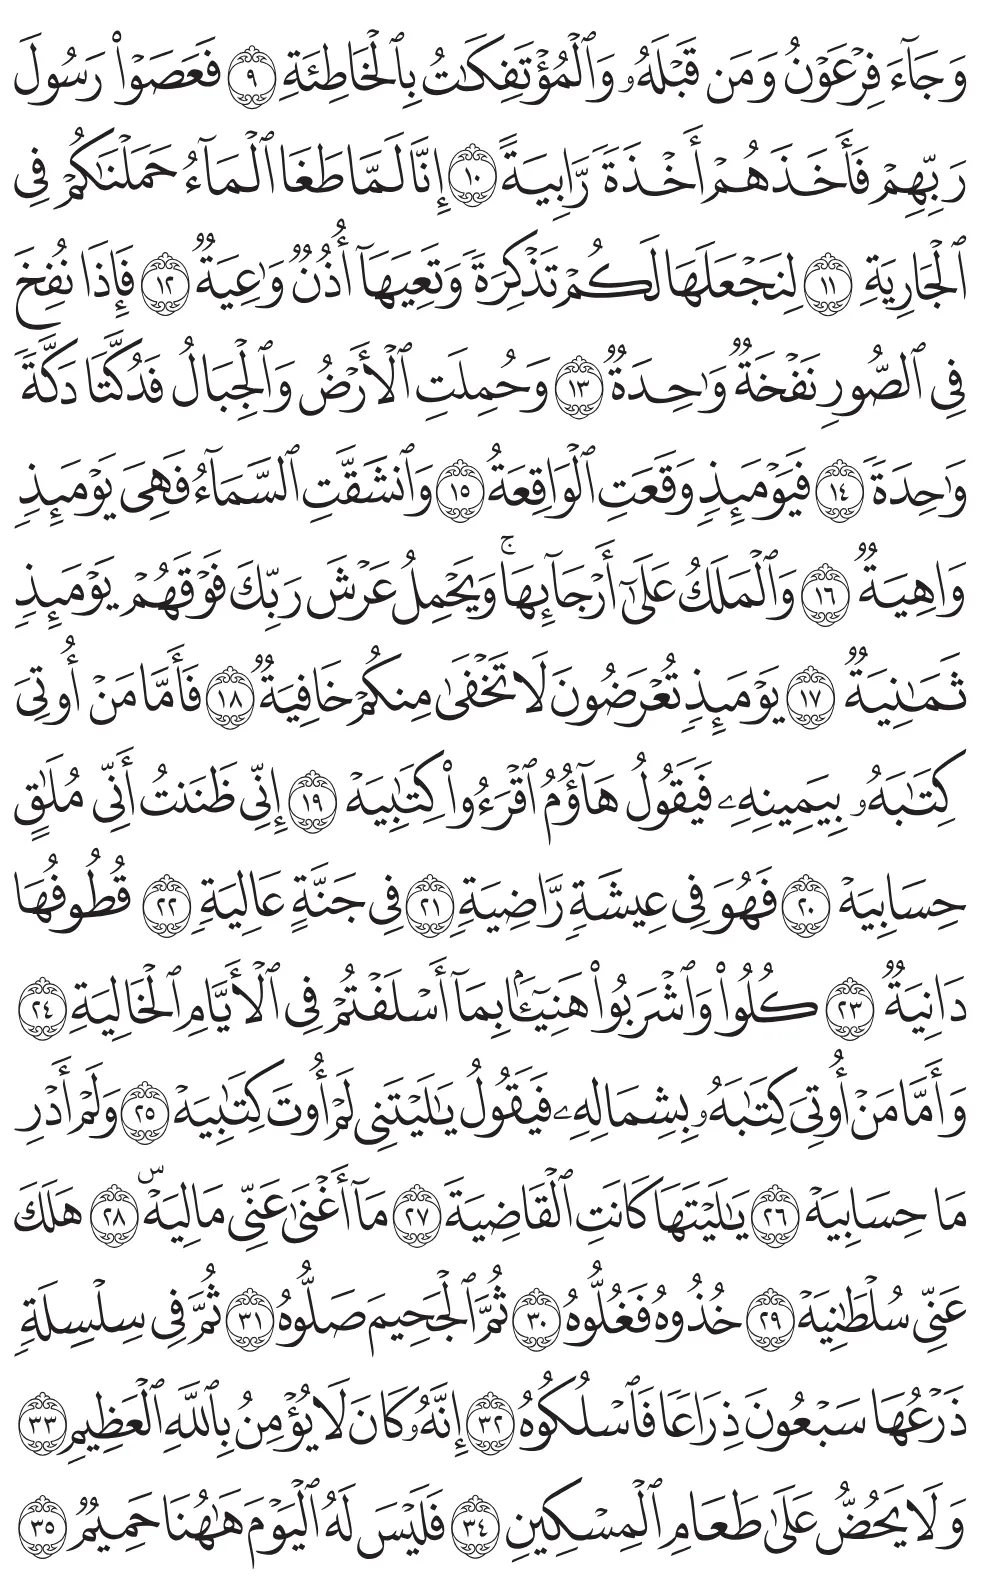 وَجَآءَ فِرۡعَوۡنُ وَمَن قَبۡلَهُۥ وَٱلۡمُؤۡتَفِكَٰتُ بِٱلۡخَاطِئَةِ ٩ فَعَصَوۡاْ رَسُولَ
رَبِّهِمۡ فَأَخَذَهُمۡ أَخۡذَةٗ رَّابِيَةً ١٠ إِنَّا لَمَّا طَغَا ٱلۡمَآءُ حَمَلۡنَٰكُمۡ فِي
ٱلۡجَارِيَةِ ١١ لِنَجۡعَلَهَا لَكُمۡ تَذۡكِرَةٗ وَتَعِيَهَآ أُذُنٞ وَٰعِيَةٞ ١٢ فَإِذَا نُفِخَ
فِي ٱلصُّورِ نَفۡخَةٞ وَٰحِدَةٞ ١٣ وَحُمِلَتِ ٱلۡأَرۡضُ وَٱلۡجِبَالُ فَدُكَّتَا دَكَّةٗ
وَٰحِدَةٗ ١٤ فَيَوۡمَئِذٖ وَقَعَتِ ٱلۡوَاقِعَةُ ١٥ وَٱنشَقَّتِ ٱلسَّمَآءُ فَهِيَ يَوۡمَئِذٖ
وَاهِيَةٞ ١٦ وَٱلۡمَلَكُ عَلَىٰٓ أَرۡجَآئِهَاۚ وَيَحۡمِلُ عَرۡشَ رَبِّكَ فَوۡقَهُمۡ يَوۡمَئِذٖ
ثَمَٰنِيَةٞ ١٧ يَوۡمَئِذٖ تُعۡرَضُونَ لَا تَخۡفَىٰ مِنكُمۡ خَافِيَةٞ ١٨ فَأَمَّا مَنۡ أُوتِيَ
كِتَٰبَهُۥ بِيَمِينِهِۦ فَيَقُولُ هَآؤُمُ ٱقۡرَءُواْ كِتَٰبِيَهۡ ١٩ إِنِّي ظَنَنتُ أَنِّي مُلَٰقٍ
حِسَابِيَهۡ ٢٠ فَهُوَ فِي عِيشَةٖ رَّاضِيَةٖ ٢١ فِي جَنَّةٍ عَالِيَةٖ ٢٢ قُطُوفُهَا
دَانِيَةٞ ٢٣ كُلُواْ وَٱشۡرَبُواْ هَنِيٓـَٔۢا بِمَآ أَسۡلَفۡتُمۡ فِي ٱلۡأَيَّامِ ٱلۡخَالِيَةِ ٢٤
وَأَمَّا مَنۡ أُوتِيَ كِتَٰبَهُۥ بِشِمَالِهِۦ فَيَقُولُ يَٰلَيۡتَنِي لَمۡ أُوتَ كِتَٰبِيَهۡ ٢٥ وَلَمۡ أَدۡرِ
مَا حِسَابِيَهۡ ٢٦ يَٰلَيۡتَهَا كَانَتِ ٱلۡقَاضِيَةَ ٢٧ مَآ أَغۡنَىٰ عَنِّي مَالِيَهۡۜ ٢٨ هَلَكَ
عَنِّي سُلۡطَٰنِيَهۡ ٢٩ خُذُوهُ فَغُلُّوهُ ٣٠ ثُمَّ ٱلۡجَحِيمَ صَلُّوهُ ٣١ ثُمَّ فِي سِلۡسِلَةٖ
ذَرۡعُهَا سَبۡعُونَ ذِرَاعٗا فَٱسۡلُكُوهُ ٣٢ إِنَّهُۥ كَانَ لَا يُؤۡمِنُ بِٱللَّهِ ٱلۡعَظِيمِ ٣٣
وَلَا يَحُضُّ عَلَىٰ طَعَامِ ٱلۡمِسۡكِينِ ٣٤ فَلَيۡسَ لَهُ ٱلۡيَوۡمَ هَٰهُنَا حَمِيمٞ ٣٥